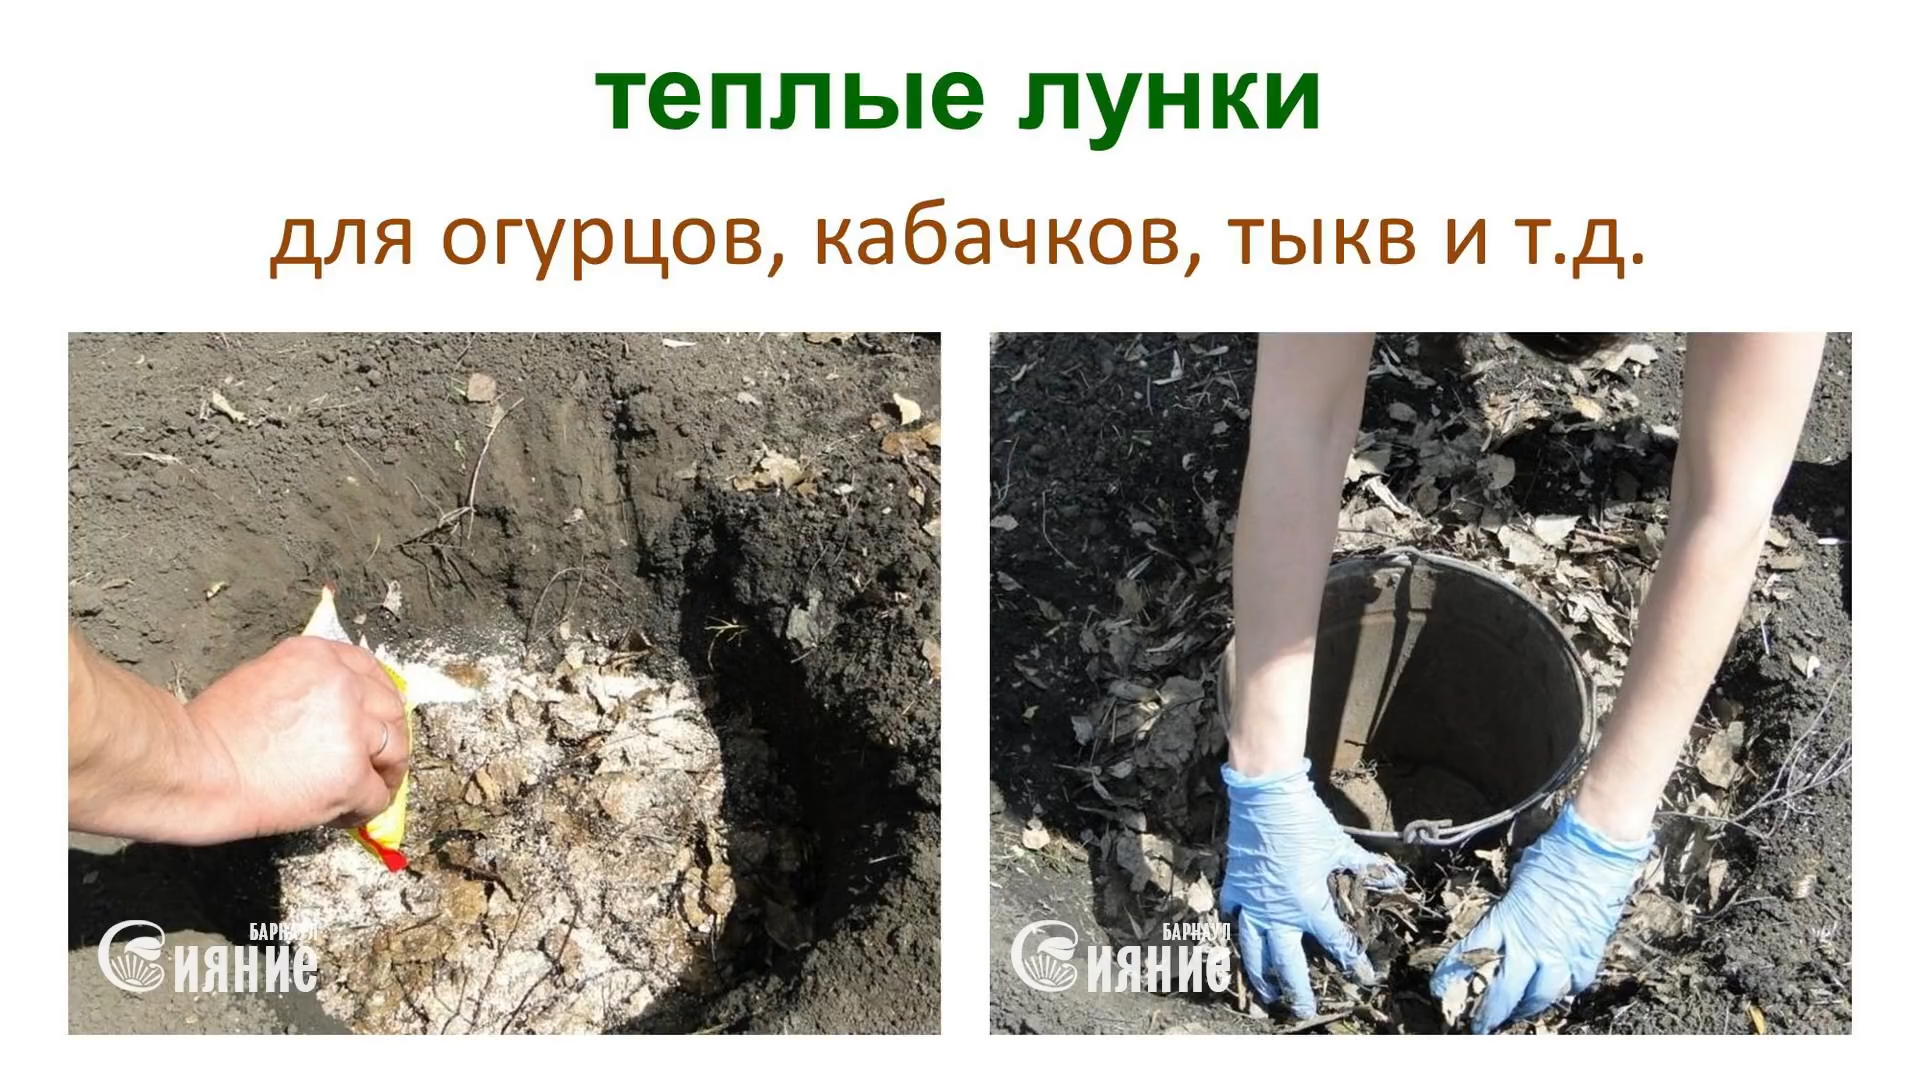 теплые лунки
для огурцов, кабачков, тыкв и т.д.
БАРНАУЛ
Сияние
БАРНАУЛ
Сияние